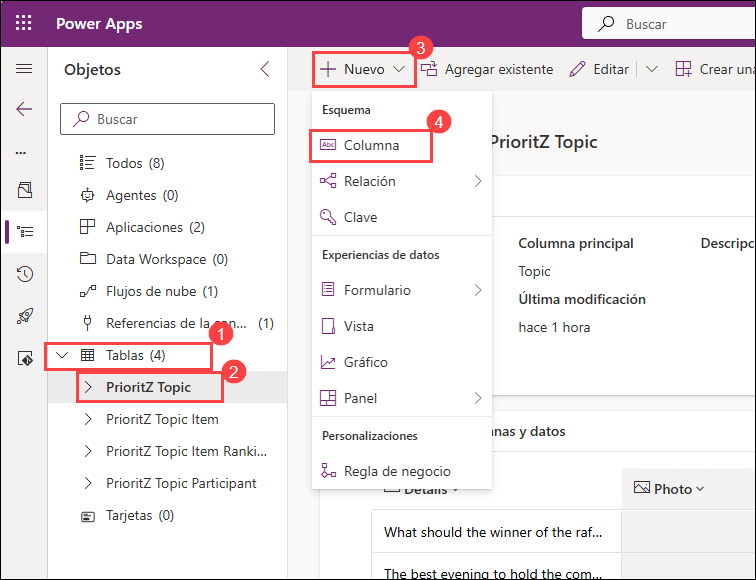 Power Apps
Buscar
Objetos
3
Nuevo
Agregar existente
Editar
Crear una
Buscar
Esquema
4
Columna
PrioritZ Topic
Todos (8)
Relación
Agentes (0)
Clave
Aplicaciones (2)
Experiencias de datos
Columna principal
Descripc
Data Workspace (0)
Topic
Flujos de nube (1)
Formulario
Última modificación
Referencias de la con... (1)
Vista
hace 1 hora
1
Tablas (4)
Gráfico
2
PrioritZ Topic
Panel
PrioritZ Topic Item
Personalizaciones
nas y datos
PrioritZ Topic Item Ranki...
Regla de negocio
PrioritZ Topic Participant
Details
Photo
Tarjetas (0)
What should the winner of the raf...
The best evening to hold the com...